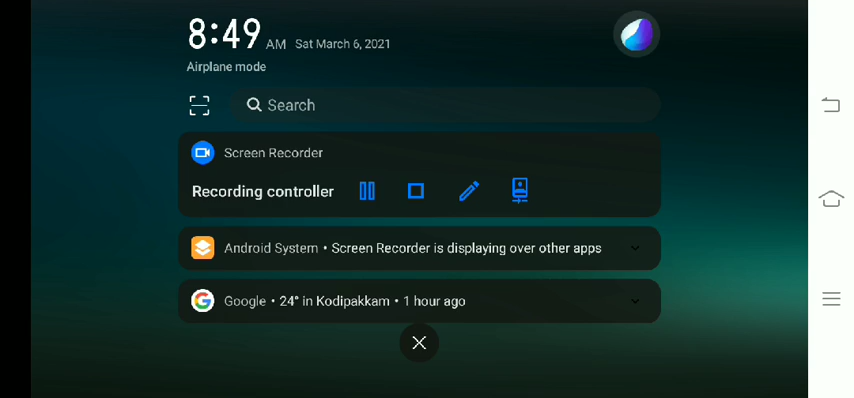 8:49 AM Sat March 6, 2021
Airplane mode
Search
Screen Recorder
Recording controller
Android System • Screen Recorder is displaying over other apps
Google • 24° in Kodipakkam • 1 hour ago